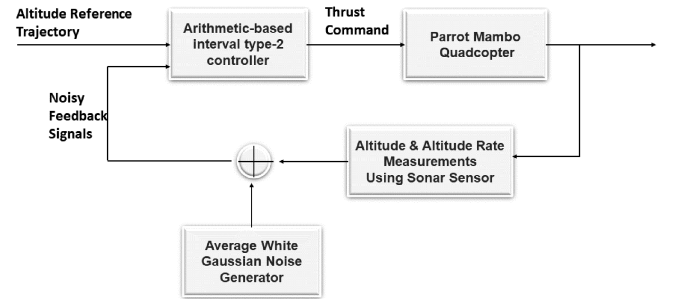 Altitude Reference
Trajectory
Arithmetic-based
interval type-2
controller
Thrust
Command
Parrot Mambo
Quadcopter
Noisy
Feedback
Signals
Altitude & Altitude Rate
Measurements
Using Sonar Sensor
Average White
Gaussian Noise
Generator